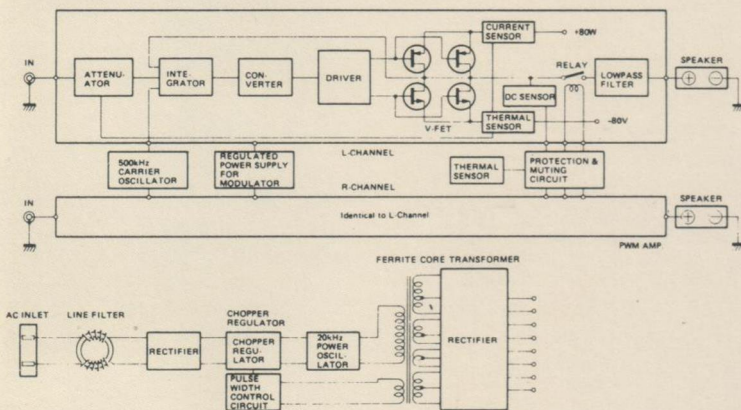 IN
ATTENU-
ATOR
INTE-
GRATOR
CON-
VERTER
DRIVER
V-FET
CURRENT
SENSOR
+80W
DC SENSOR
THERMAL
SENSOR
-80V
RELAY
LOWPASS
FILTER
SPEAKER
L-CHANNEL
500kHz
CARRIER
OSCILLATOR
REGULATED
POWER SUPPLY
FOR
MODULATOR
THERMAL
SENSOR
PROTECTION &
MUTING
CIRCUIT
R-CHANNEL
IN
Identical to L-Channel
SPEAKER
PWM AMP
FERRITE CORE TRANSFORMER
AC INLET
LINE FILTER
RECTIFIER
CHOPPER
REGULATOR
CHOPPER
REGU-
LATOR
PULSE
WIDTH
CONTROL
CIRCUIT
20kHz
POWER
OSCIL-
LATOR
RECTIFIER